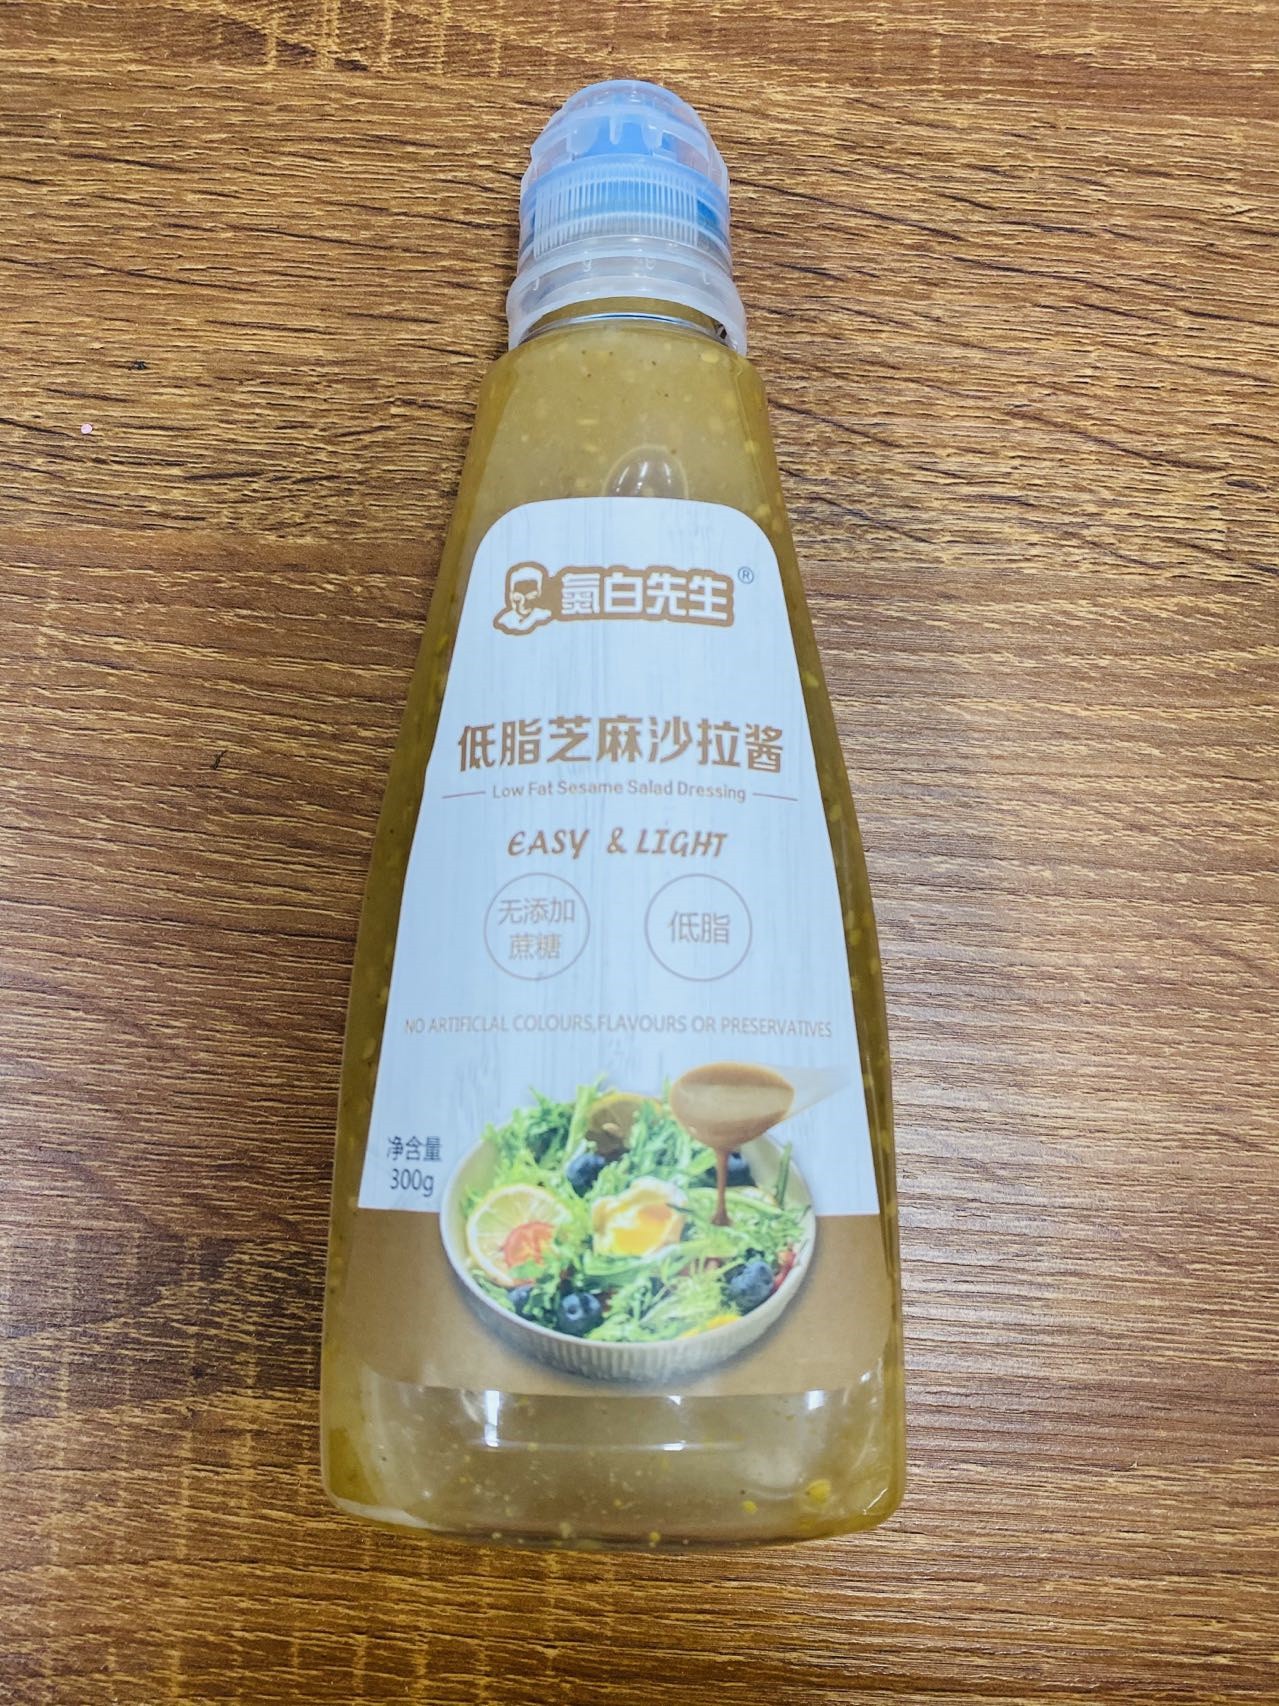 氮白先生®
低脂芝麻沙拉酱
Low Fat Sesame Salad Dressing
EASY & LIGHT
无添加
蔗糖
低脂
NO ARTIFICLAL COLOURS,FLAVOURS OR PRESERVATIVES
净含量
300g